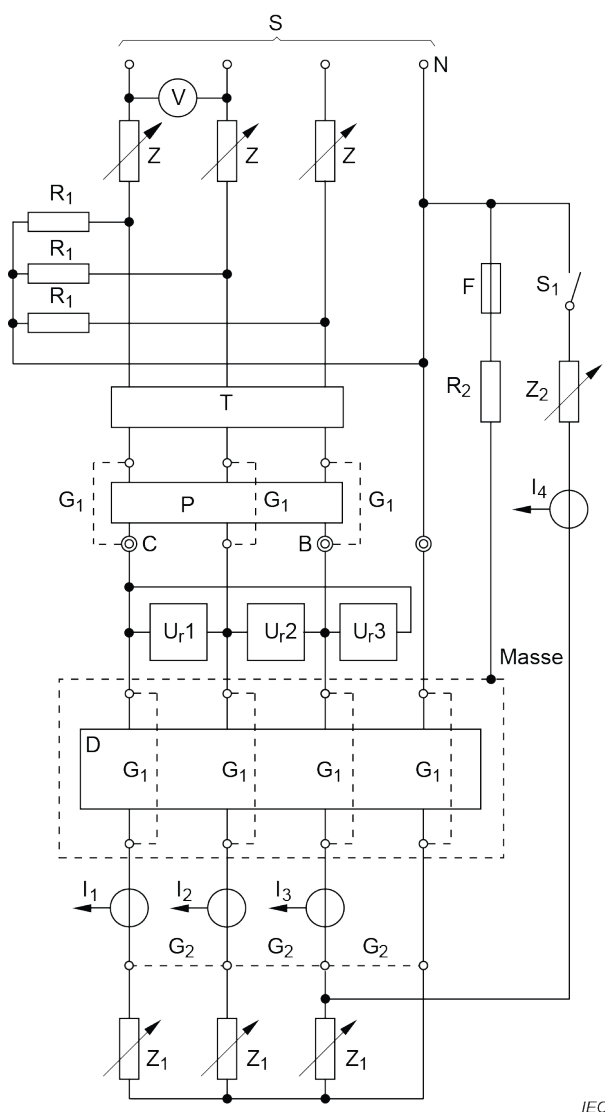 S
N
V
Z Z Z
R₁
R₁
R₁
F
S₁
R₂
Z₂
T
G₁ P G₁ G₁
I₄
C B
Uᵣ1 Uᵣ2 Uᵣ3
Masse
D
G₁ G₁ G₁ G₁
I₁ I₂ I₃
G₂ G₂ G₂
Z₁ Z₁ Z₁
IEC